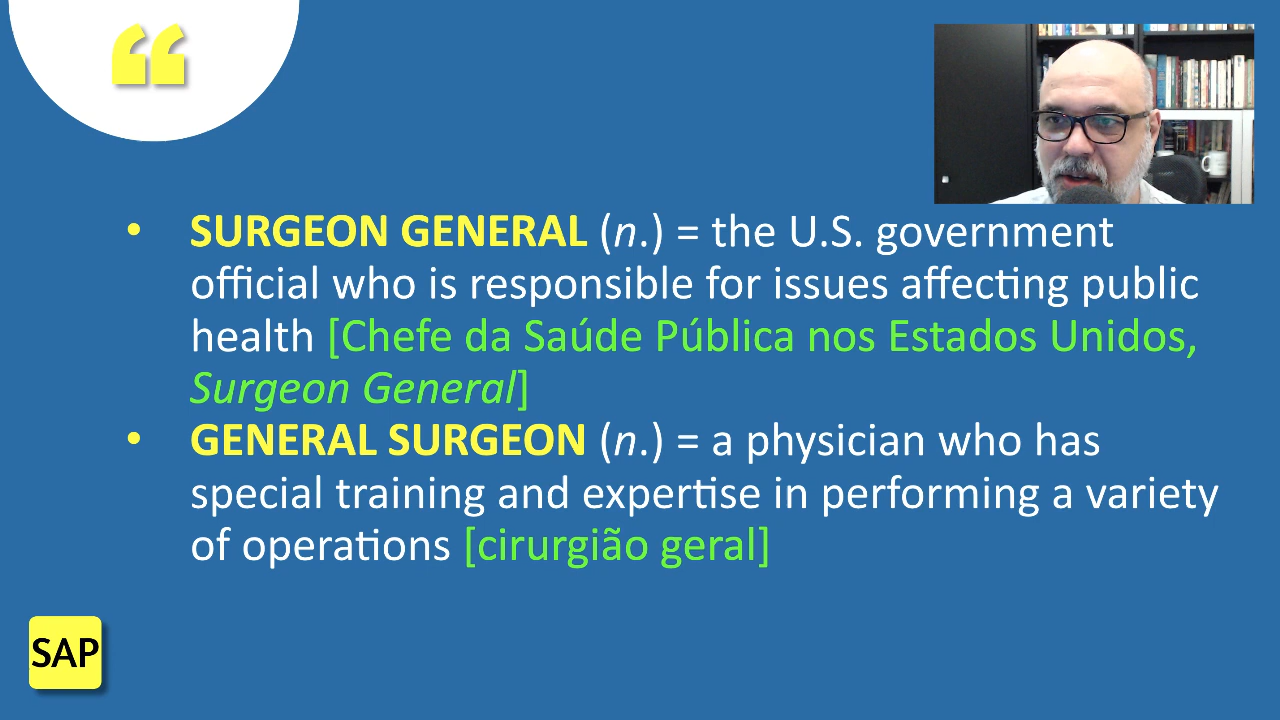 “
• SURGEON GENERAL (n.) = the U.S. government
official who is responsible for issues affecting public
health [Chefe da Saúde Pública nos Estados Unidos,
Surgeon General]
• GENERAL SURGEON (n.) = a physician who has
special training and expertise in performing a variety
of operations [cirurgião geral]
SAP